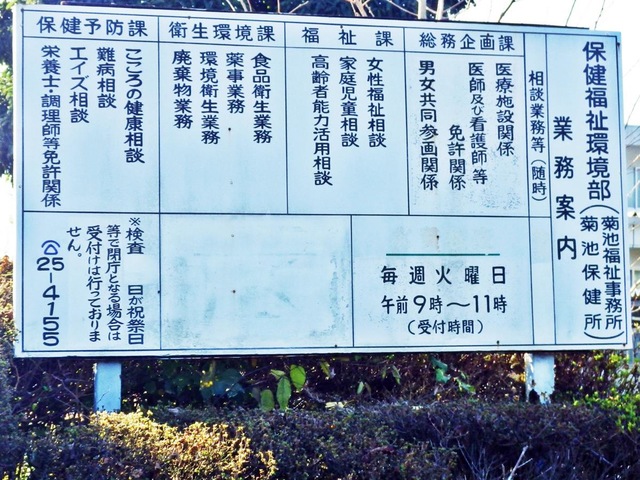 保健福祉環境部（菊池福祉事務所
菊池保健所）
業務案内
相談業務等（随時）
総務企画課
医療施設関係
医師及び看護師等
免許関係
男女共同参画関係
福祉課
女性福祉相談
家庭児童相談
高齢者能力活用相談
衛生環境課
食品衛生業務
薬事業務
環境衛生業務
廃棄物業務
保健予防課
こころの健康相談
難病相談
エイズ相談
栄養士・調理師等免許関係
毎週火曜日
午前9時〜11時
（受付時間）
※検査 日が祝祭日
等で閉庁となる場合は
受付けは行っておりま
せん。
☎25-4155